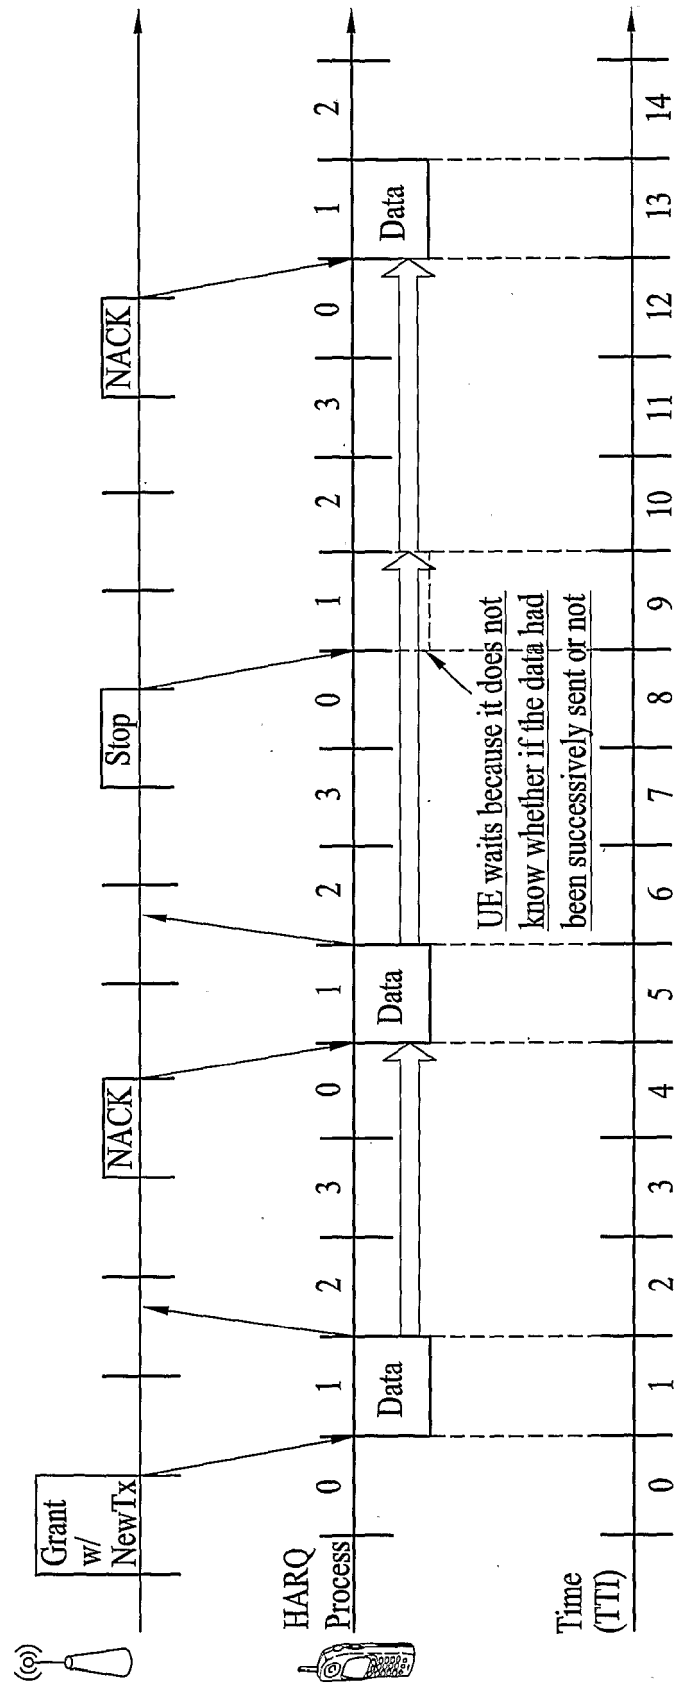 Grant
w/
NewTx
NACK
Stop
NACK
HARQ
Process
0 1 2 3 0 1 2 3 0 1 2 3 0 1 2
Data
Data
Data
UE waits because it does not
know whether if the data had
been successively sent or not
Time
(TTI)
0 1 2 3 4 5 6 7 8 9 10 11 12 13 14